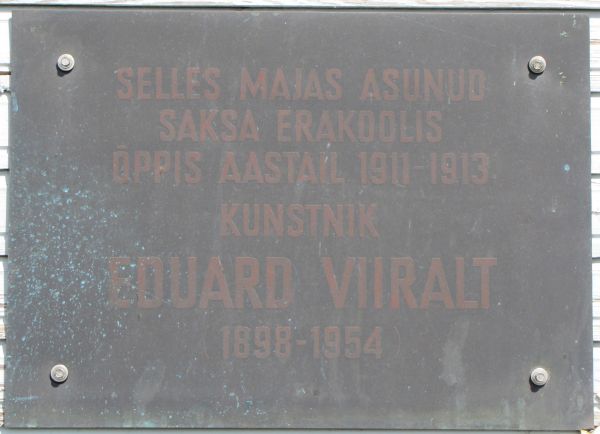 SELLES MAJAS ASUNUD
SAKSA ERAKOOLIS
ÕPPIS AASTAIL 1911-1913
KUNSTNIK
EDUARD VIIRALT
(1898-1954)